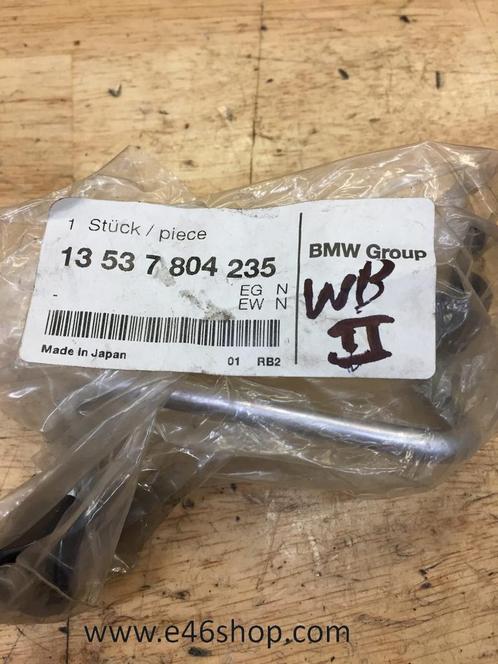 1 Stück / piece
13 53 7 804 235
EG N
EW N
Made in Japan
01 RB2
BMW Group
WB
II
www.e46shop.com